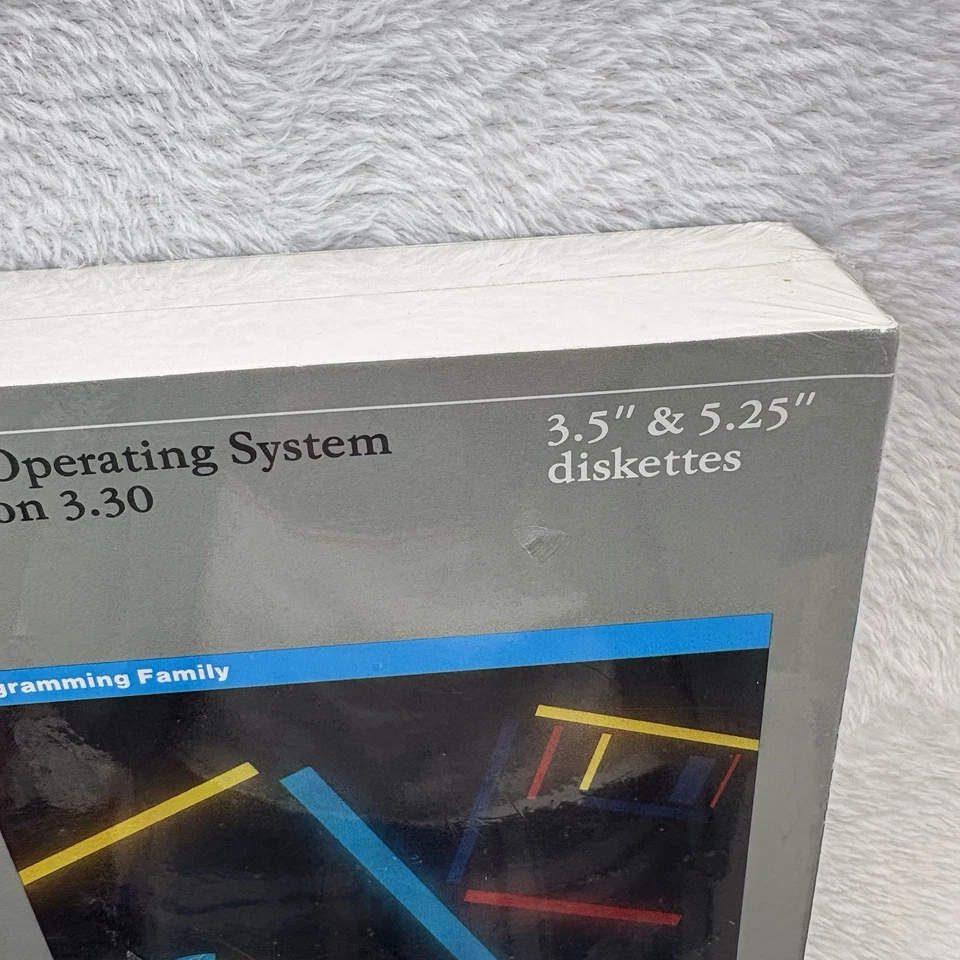 Operating System
on 3.30
3.5″ & 5.25″
diskettes
gramming Family